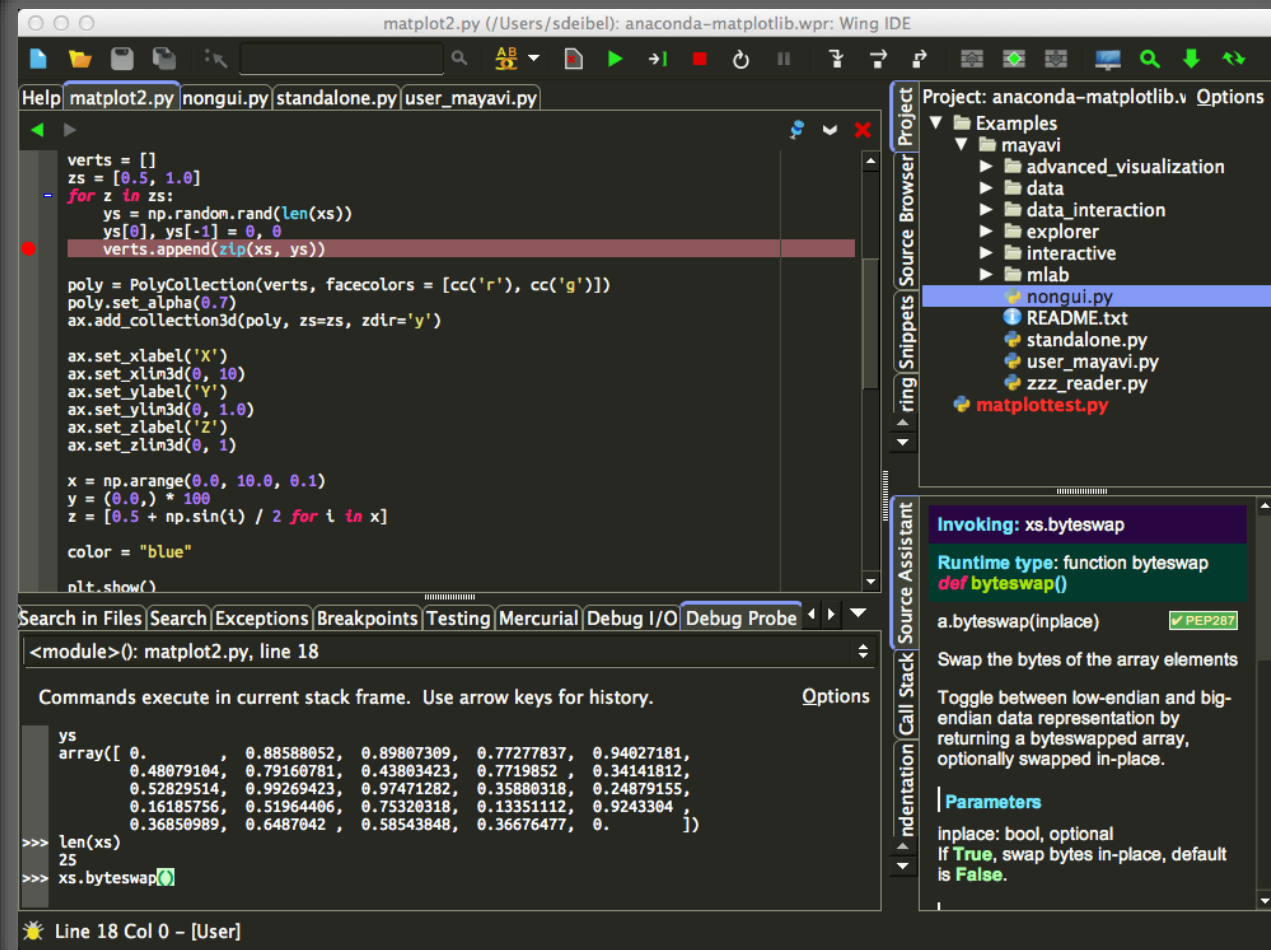 matplot2.py (/Users/sdeibel): anaconda-matplotlib.wpr: Wing IDE
AB
Help matplot2.py nongui.py standalone.py user_mayavi.py
verts = []
zs = [0.5, 1.0]
for z in zs:
    ys = np.random.rand(len(xs))
    ys[0], ys[-1] = 0, 0
    verts.append(zip(xs, ys))
poly = PolyCollection(verts, facecolors = [cc('r'), cc('g')])
poly.set_alpha(0.7)
ax.add_collection3d(poly, zs=zs, zdir='y')
ax.set_xlabel('X')
ax.set_xlim3d(0, 10)
ax.set_ylabel('Y')
ax.set_ylim3d(0, 1.0)
ax.set_zlabel('Z')
ax.set_zlim3d(0, 1)
x = np.arange(0.0, 10.0, 0.1)
y = (0.0,) * 100
z = [0.5 + np.sin(i) / 2 for i in x]
color = "blue"
plt.show()
Project
Source Browser
Snippets
ring
Project: anaconda-matplotlib.v Options
Examples
mayavi
advanced_visualization
data
data_interaction
explorer
interactive
mlab
nongui.py
README.txt
standalone.py
user_mayavi.py
zzz_reader.py
matplottest.py
Search in Files Search Exceptions Breakpoints Testing Mercurial Debug I/O Debug Probe
<module>(): matplot2.py, line 18
Commands execute in current stack frame.  Use arrow keys for history. Options
ys
array([ 0.        ,  0.88588052,  0.89807309,  0.77277837,  0.94027181,
0.48079104,  0.79160781,  0.43803423,  0.7719852 ,  0.34141812,
0.52829514,  0.99269423,  0.97471282,  0.35880318,  0.24879155,
0.16185756,  0.51964406,  0.75320318,  0.13351112,  0.9243304 ,
0.36850989,  0.6487042 ,  0.58543848,  0.36676477,  0.        ])
>>> len(xs)
25
>>> xs.byteswap()
Source Assistant
Call Stack
ndentation
Invoking: xs.byteswap
Runtime type: function byteswap
def byteswap()
a.byteswap(inplace) ✔ PEP287
Swap the bytes of the array elements
Toggle between low-endian and big-
endian data representation by
returning a byteswapped array,
optionally swapped in-place.
Parameters
inplace: bool, optional
If True, swap bytes in-place, default
is False.
Line 18 Col 0 – [User]